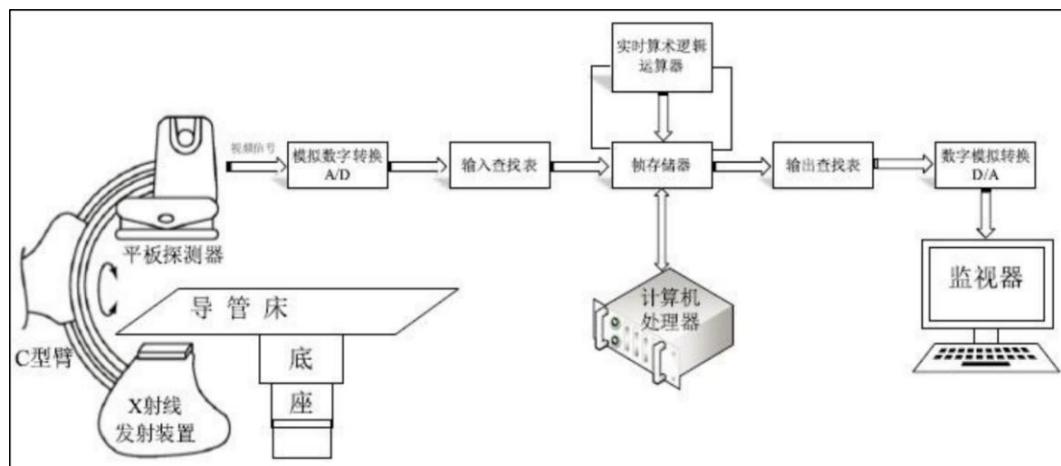 实时算术逻辑
运算器
视频信号
模拟数字转换
A/D
输入查找表
帧存储器
输出查找表
数字模拟转换
D/A
平板探测器
监视器
导管床
计算机
处理器
C型臂
底
座
X射线
发射装置